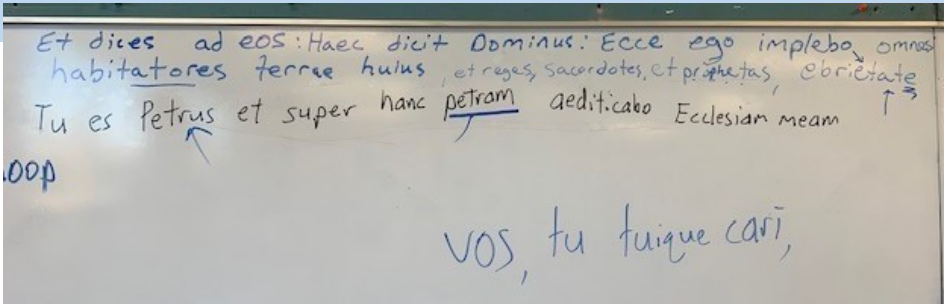 Et dices ad eos: Haec dicit Dominus: Ecce ego implebo omnes
habitatores terrae huius, et reges, sacerdotes, et prophetas, ebrietate
Tu es Petrus et super hanc petram aedificabo Ecclesiam meam
oop
vos, tu tuique cari,